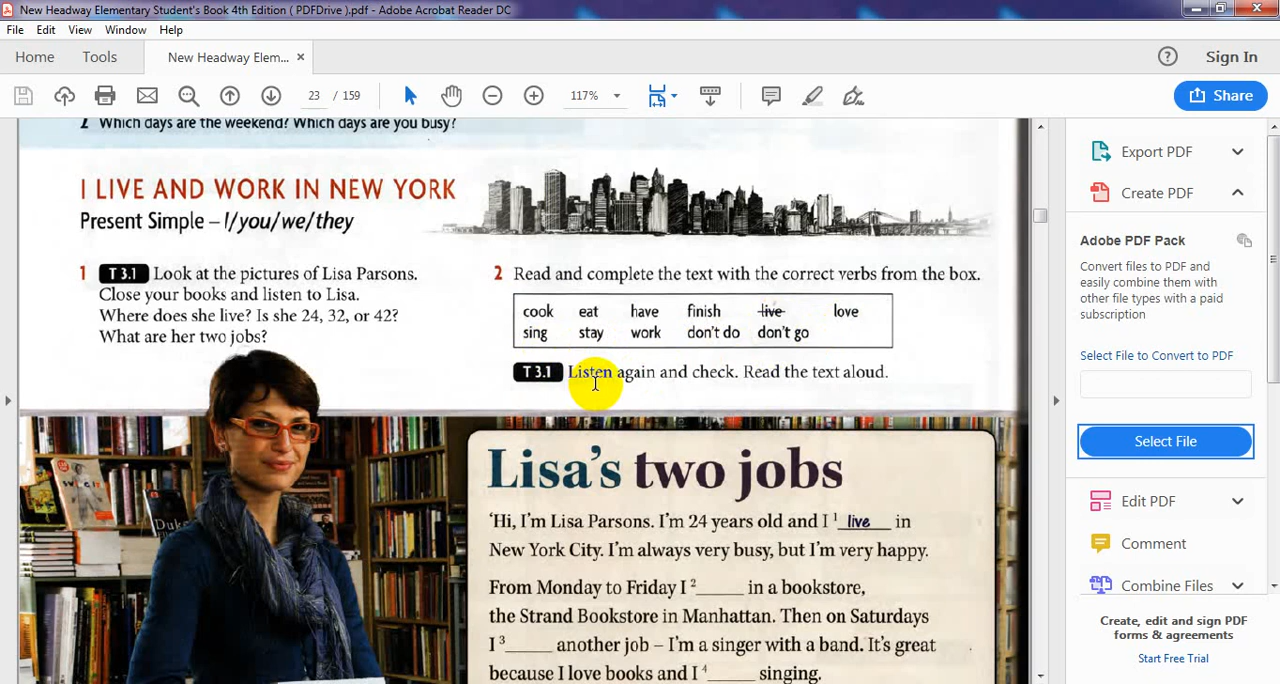 New Headway Elementary Student's Book 4th Edition ( PDFDrive ).pdf - Adobe Acrobat Reader DC
File Edit View Window Help
Home Tools New Headway Elem... ×
23 / 159 117%
Sign In
Share
2 Which days are the weekend? Which days are you busy?
I LIVE AND WORK IN NEW YORK
Present Simple – I/you/we/they
1 T 3.1 Look at the pictures of Lisa Parsons.
Close your books and listen to Lisa.
Where does she live? Is she 24, 32, or 42?
What are her two jobs?
2 Read and complete the text with the correct verbs from the box.
cook eat have finish live love
sing stay work don't do don't go
T 3.1 Listen again and check. Read the text aloud.
Duke
Lisa's two jobs
'Hi, I'm Lisa Parsons. I'm 24 years old and I 1 live in
New York City. I'm always very busy, but I'm very happy.
From Monday to Friday I 2_____ in a bookstore,
the Strand Bookstore in Manhattan. Then on Saturdays
I 3_____ another job – I'm a singer with a band. It's great
because I love books and I 4_____ singing.
Export PDF
Create PDF
Adobe PDF Pack
Convert files to PDF and
easily combine them with
other file types with a paid
subscription
Select File to Convert to PDF
Select File
Edit PDF
Comment
Combine Files
Create, edit and sign PDF
forms & agreements
Start Free Trial